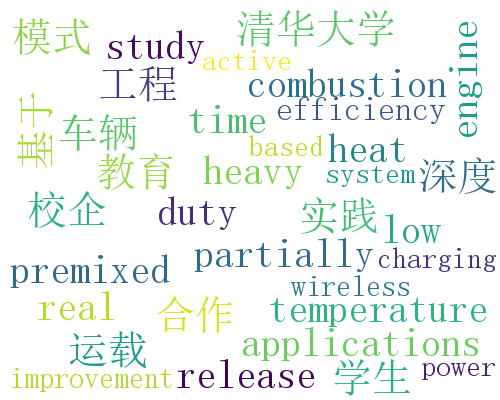 模式 study 清华大学
active
工程 combustion engine
基于 车辆 time efficiency
based heat
教育 heavy system 深度
校企 duty 实践 low
premixed partially charging
wireless
real 合作 temperature
运载 applications
improvement release 学生 power